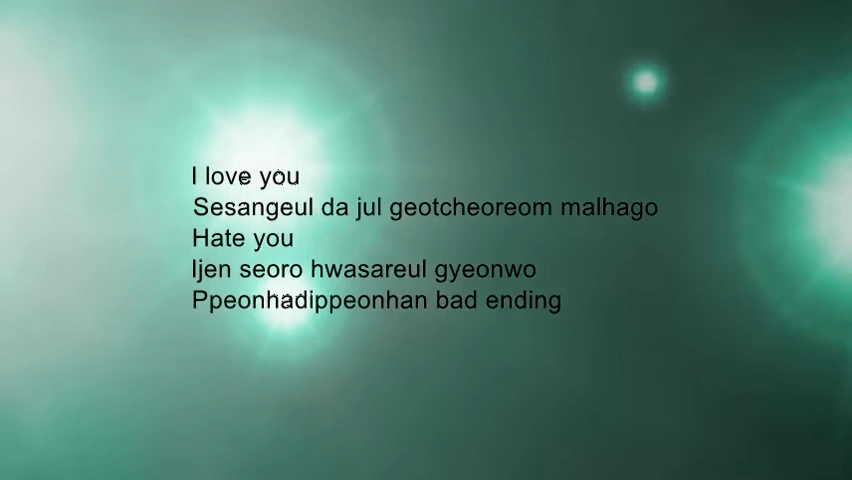 I love you
Sesangeul da jul geotcheoreom malhago
Hate you
Ijen seoro hwasareul gyeonwo
Ppeonhadippeonhan bad ending